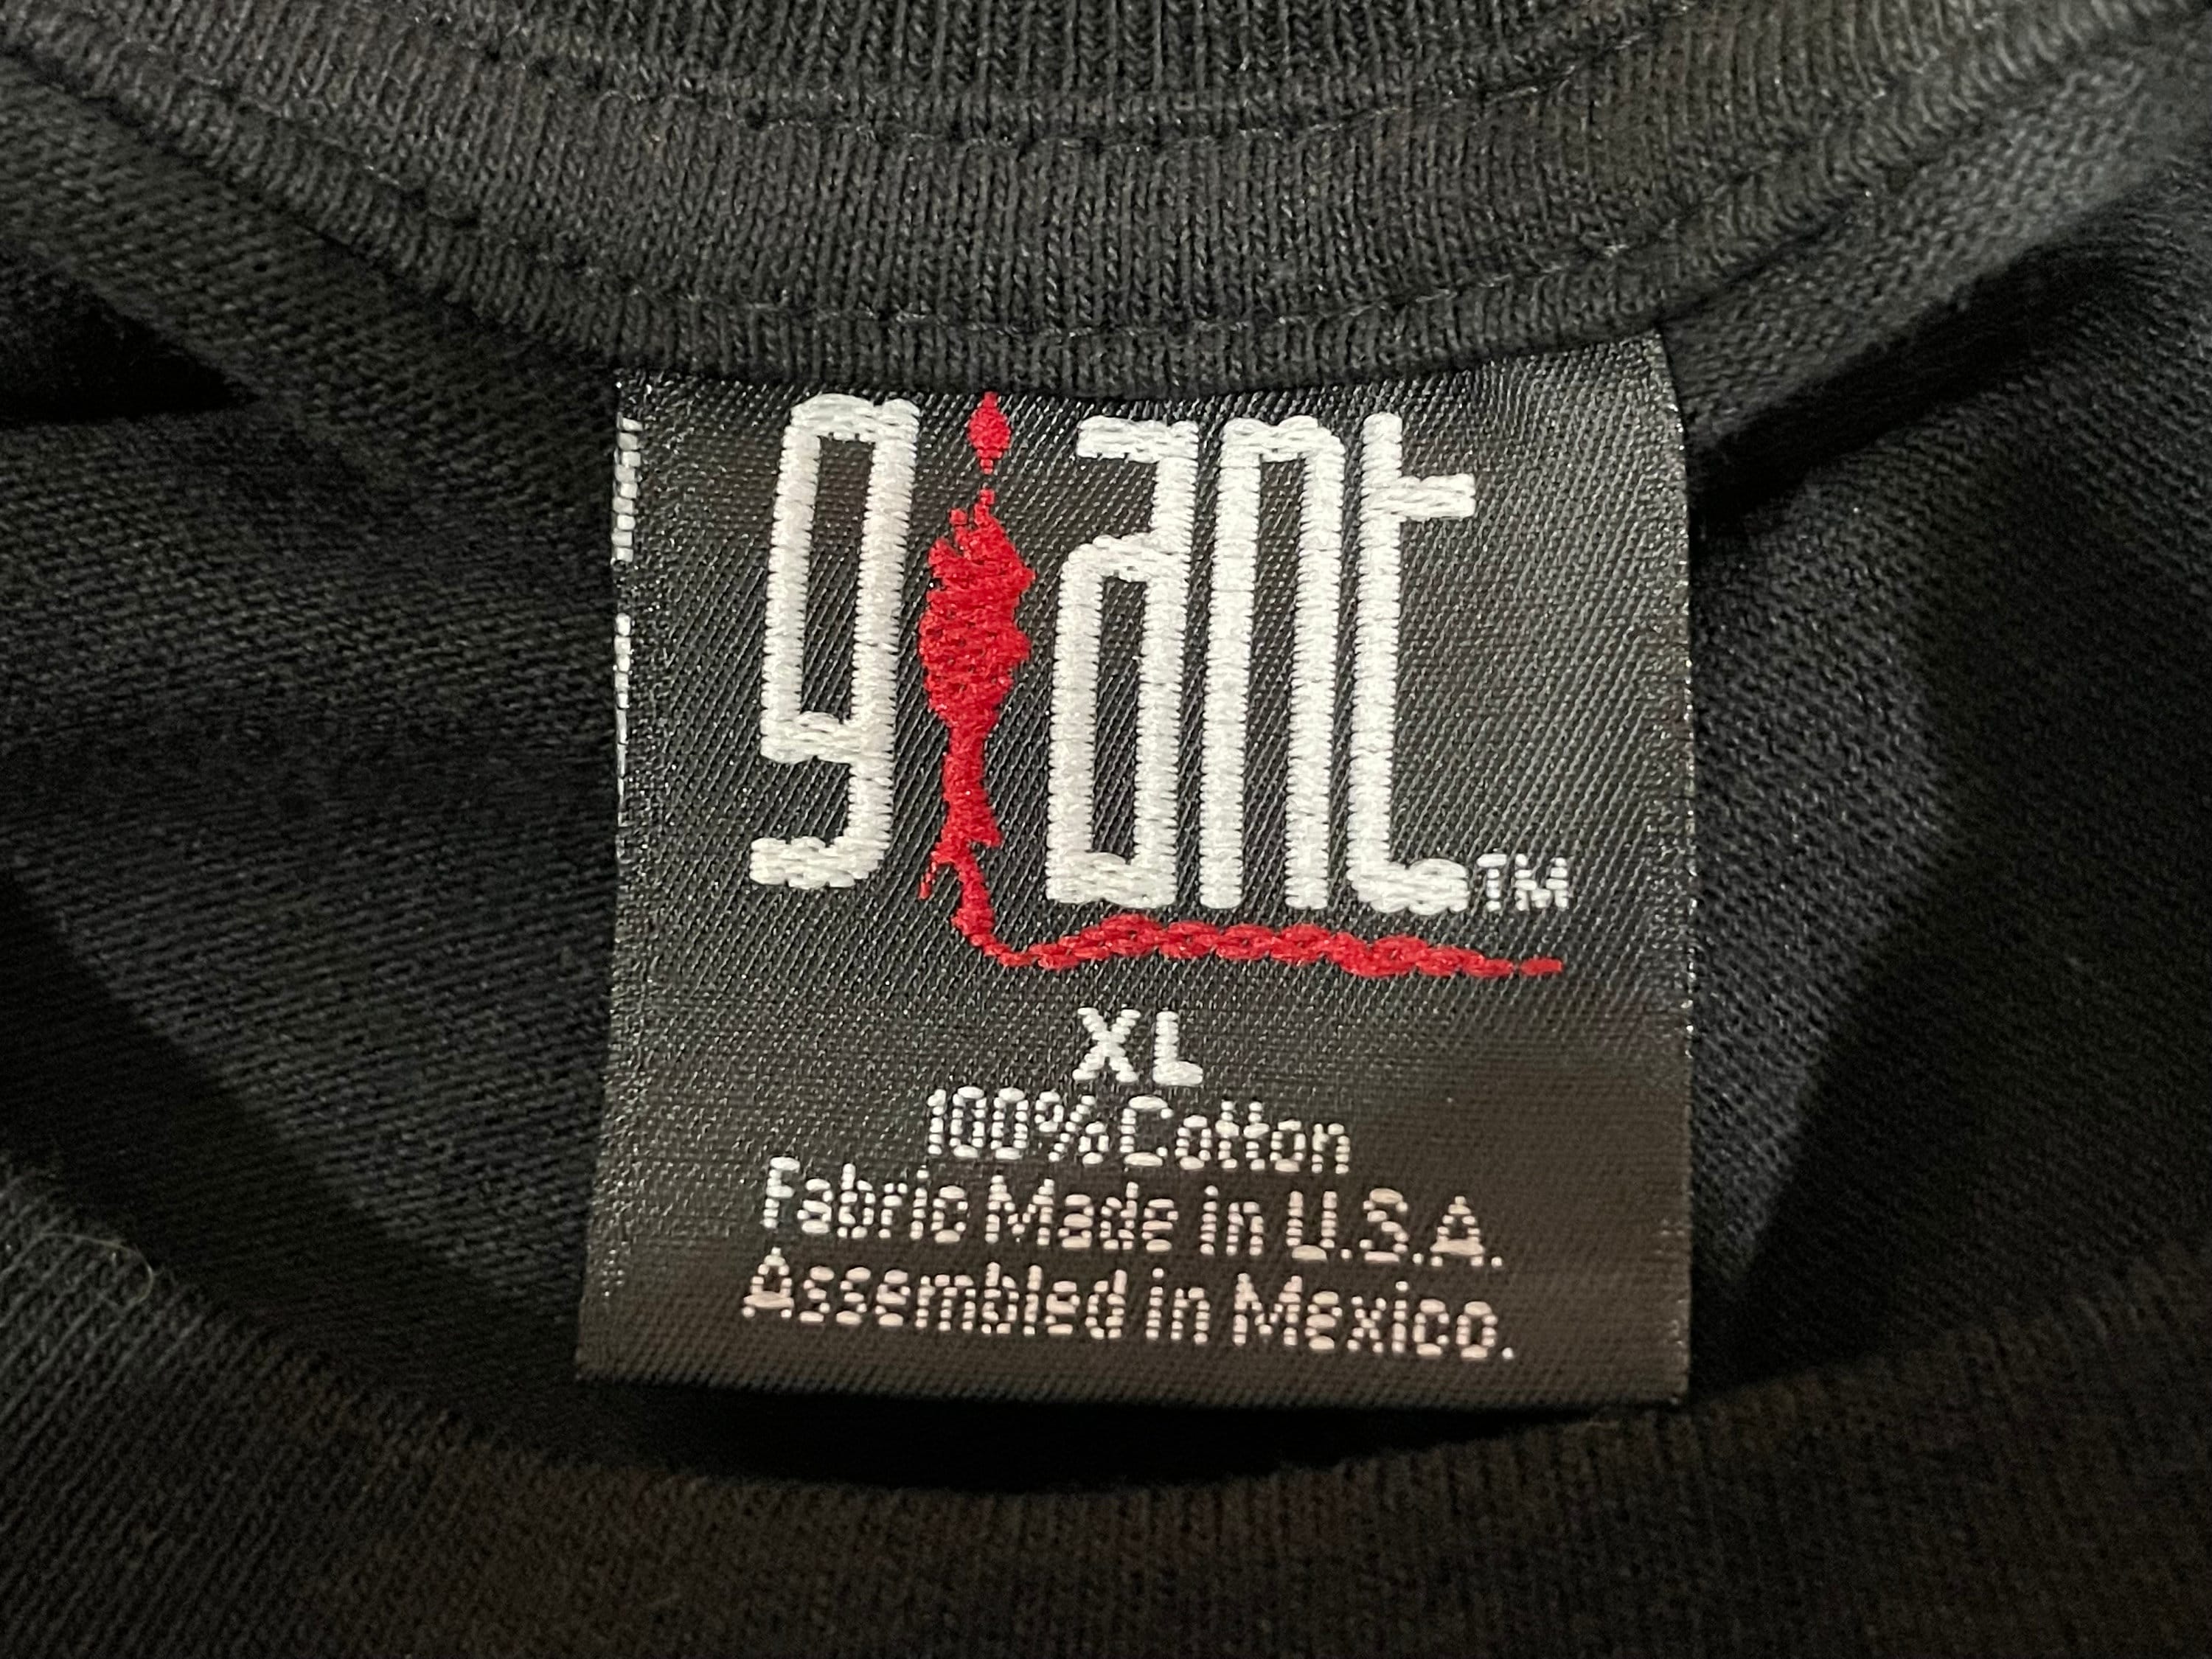 giant™
XL
100% Cotton
Fabric Made in U.S.A.
Assembled in Mexico.